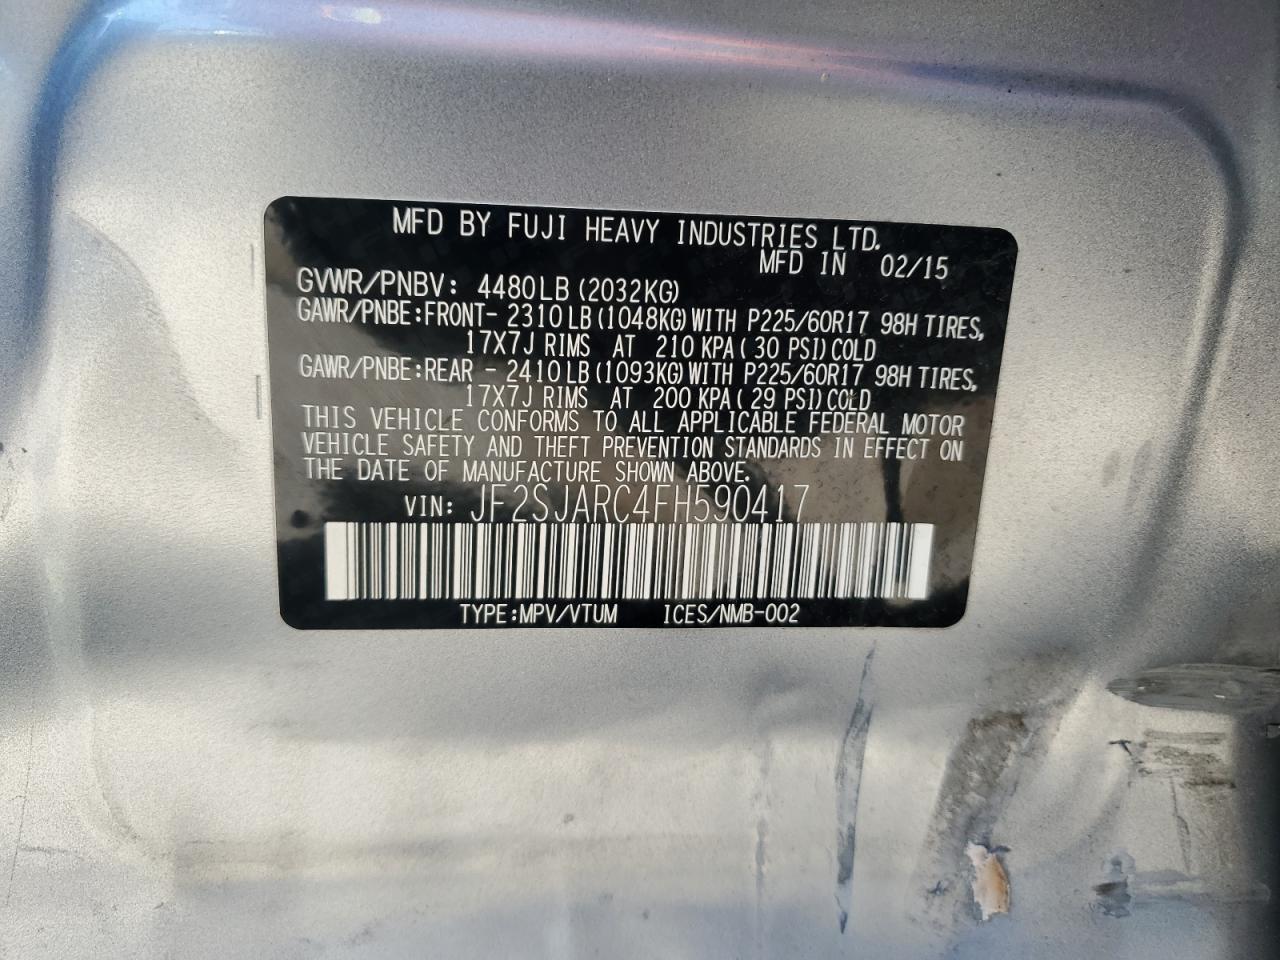 MFD BY FUJI HEAVY INDUSTRIES LTD.
MFD IN 02/15
GVWR/PNBV: 4480LB (2032KG)
GAWR/PNBE:FRONT- 2310 LB (1048KG) WITH P225/60R17 98H TIRES,
17X7J RIMS AT 210 KPA ( 30 PSI) COLD
GAWR/PNBE:REAR - 2410 LB (1093KG) WITH P225/60R17 98H TIRES,
17X7J RIMS AT 200 KPA ( 29 PSI) COLD
THIS VEHICLE CONFORMS TO ALL APPLICABLE FEDERAL MOTOR
VEHICLE SAFETY AND THEFT PREVENTION STANDARDS IN EFFECT ON
THE DATE OF MANUFACTURE SHOWN ABOVE.
VIN: JF2SJARC4FH590417
TYPE:MPV/VTUM ICES/NMB-002